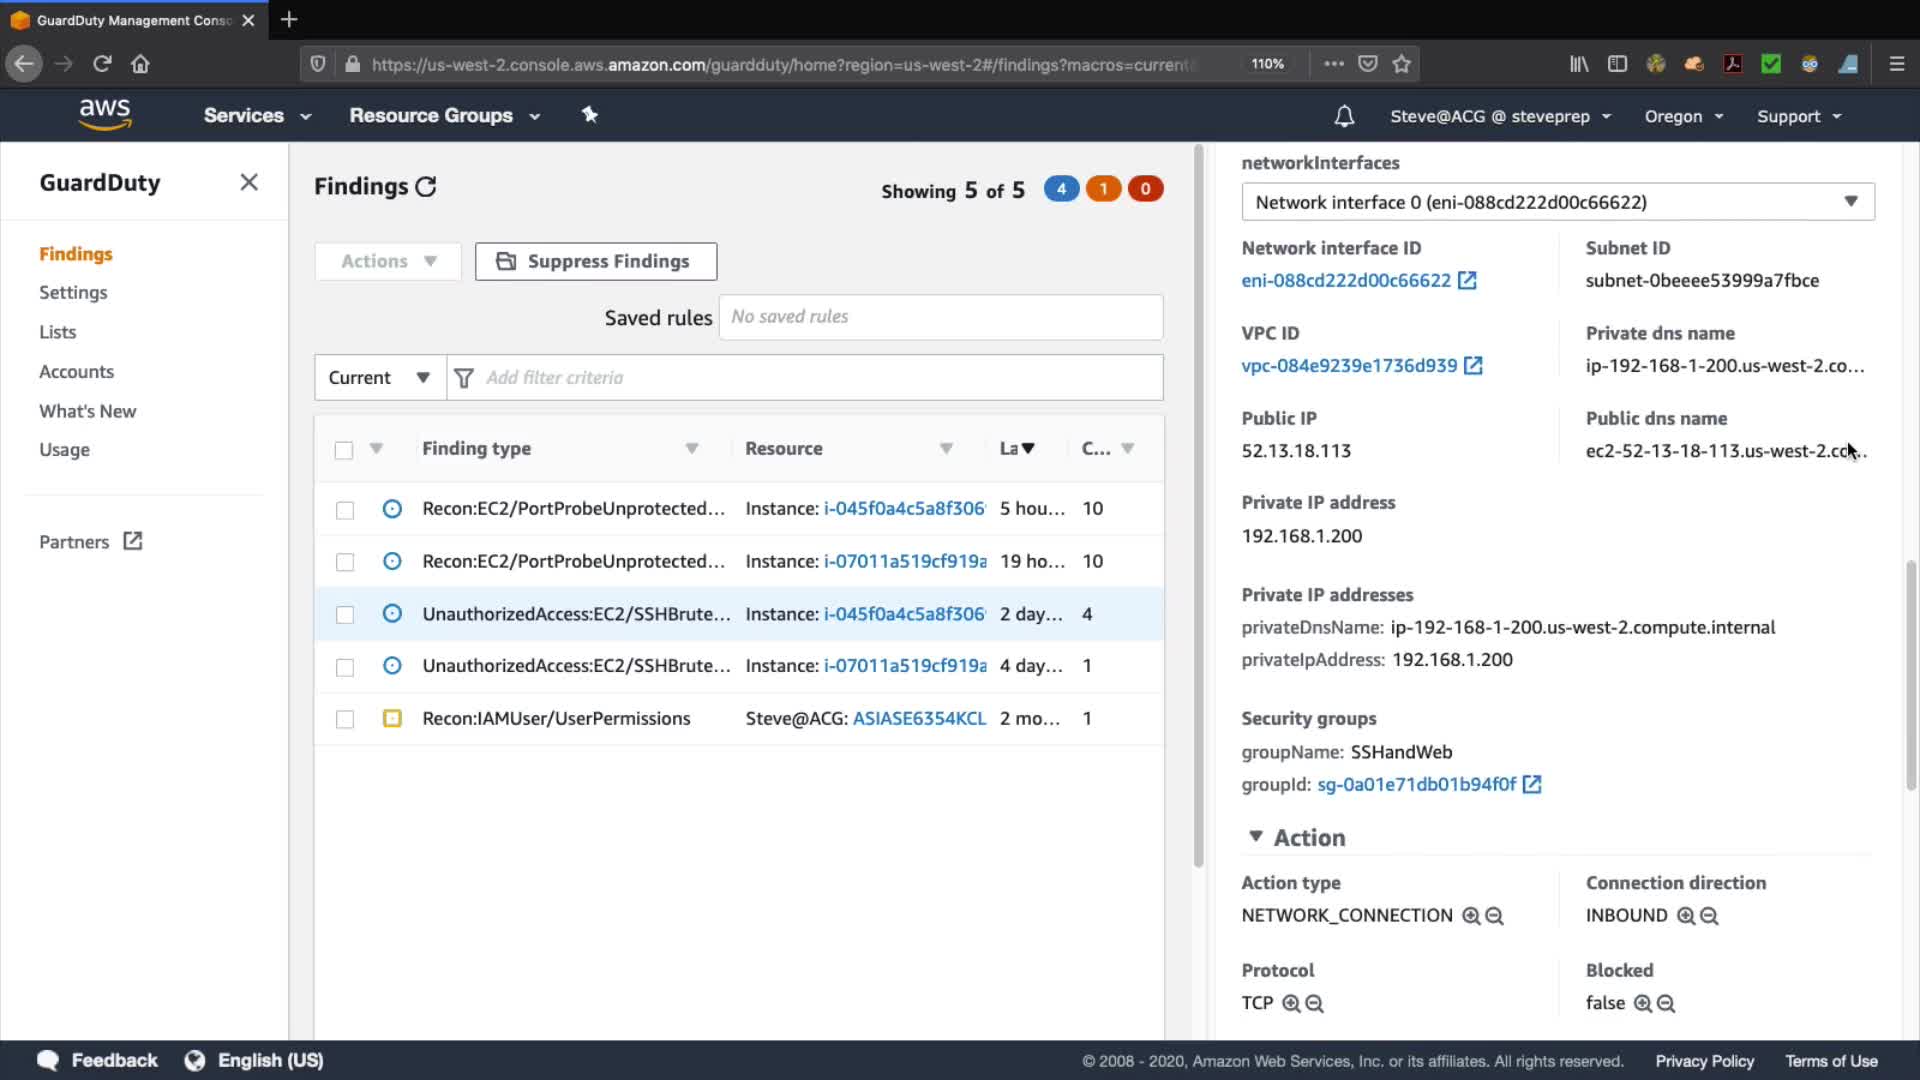 GuardDuty Management Conso
https://us-west-2.console.aws.amazon.com/guardduty/home?region=us-west-2#/findings?macros=current
110%
aws
Services
Resource Groups
Steve@ACG @ steveprep
Oregon
Support
GuardDuty
Findings
Settings
Lists
Accounts
What's New
Usage
Partners
Findings
Showing 5 of 5
4
1
0
Actions
Suppress Findings
Saved rules
No saved rules
Current
Add filter criteria
Finding type
Resource
La
C...
Recon:EC2/PortProbeUnprotected...
Instance: i-045f0a4c5a8f306
5 hou...
10
Recon:EC2/PortProbeUnprotected...
Instance: i-07011a519cf919a
19 ho...
10
UnauthorizedAccess:EC2/SSHBrute...
Instance: i-045f0a4c5a8f306
2 day...
4
UnauthorizedAccess:EC2/SSHBrute...
Instance: i-07011a519cf919a
4 day...
1
Recon:IAMUser/UserPermissions
Steve@ACG: ASIASE6354KCL
2 mo...
1
networkInterfaces
Network interface 0 (eni-088cd222d00c66622)
Network interface ID
eni-088cd222d00c66622
Subnet ID
subnet-0beeee53999a7fbce
VPC ID
vpc-084e9239e1736d939
Private dns name
ip-192-168-1-200.us-west-2.co...
Public IP
52.13.18.113
Public dns name
ec2-52-13-18-113.us-west-2.co...
Private IP address
192.168.1.200
Private IP addresses
privateDnsName: ip-192-168-1-200.us-west-2.compute.internal
privateIpAddress: 192.168.1.200
Security groups
groupName: SSHandWeb
groupId: sg-0a01e71db01b94f0f
Action
Action type
NETWORK_CONNECTION
Connection direction
INBOUND
Protocol
TCP
Blocked
false
Feedback
English (US)
© 2008 - 2020, Amazon Web Services, Inc. or its affiliates. All rights reserved.
Privacy Policy
Terms of Use